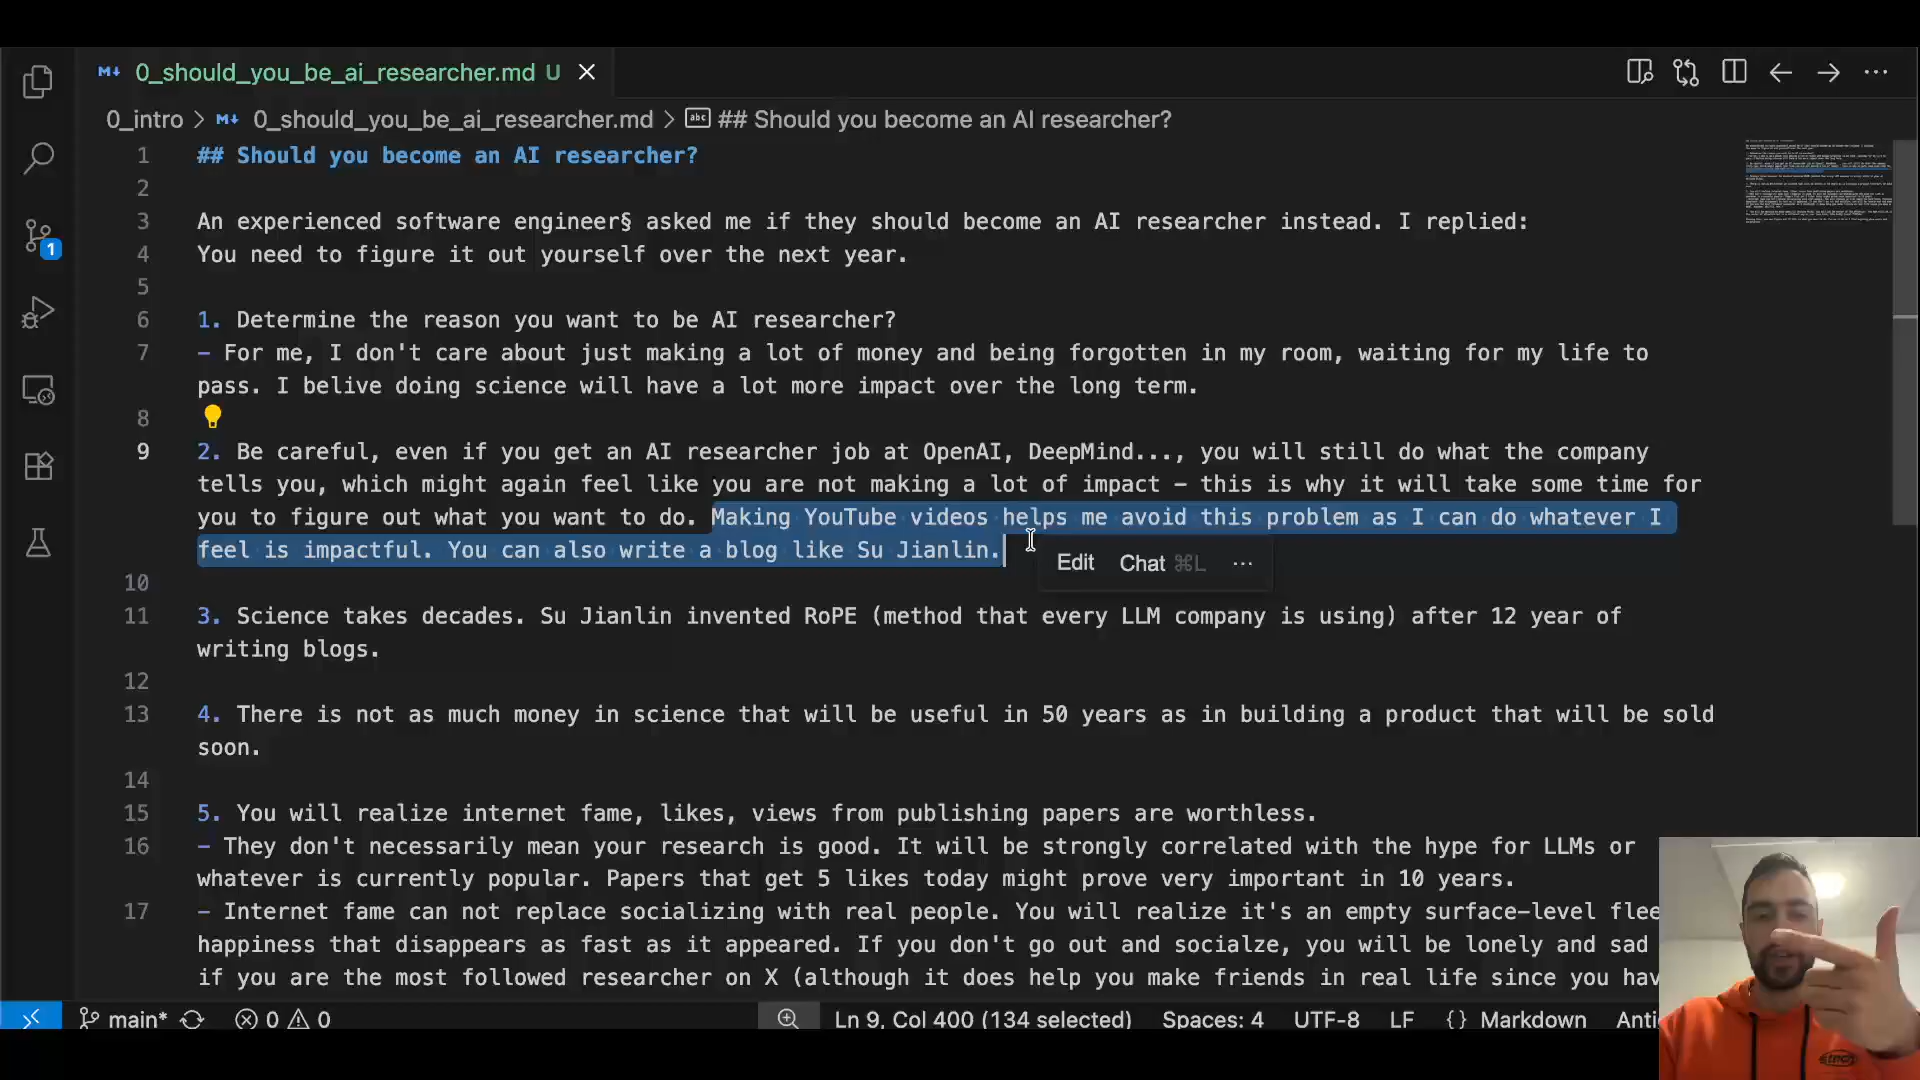 0_should_you_be_ai_researcher.md U
0_intro > 0_should_you_be_ai_researcher.md > ## Should you become an AI researcher?
1 ## Should you become an AI researcher?
2
3 An experienced software engineer§ asked me if they should become an AI researcher instead. I replied:
4 You need to figure it out yourself over the next year.
5
6 1. Determine the reason you want to be AI researcher?
7 - For me, I don't care about just making a lot of money and being forgotten in my room, waiting for my life to
pass. I belive doing science will have a lot more impact over the long term.
8
9 2. Be careful, even if you get an AI researcher job at OpenAI, DeepMind..., you will still do what the company
tells you, which might again feel like you are not making a lot of impact - this is why it will take some time for
you to figure out what you want to do. Making YouTube videos helps me avoid this problem as I can do whatever I
feel is impactful. You can also write a blog like Su Jianlin.
Edit Chat ⌘L ...
10
11 3. Science takes decades. Su Jianlin invented RoPE (method that every LLM company is using) after 12 year of
writing blogs.
12
13 4. There is not as much money in science that will be useful in 50 years as in building a product that will be sold
soon.
14
15 5. You will realize internet fame, likes, views from publishing papers are worthless.
16 - They don't necessarily mean your research is good. It will be strongly correlated with the hype for LLMs or
whatever is currently popular. Papers that get 5 likes today might prove very important in 10 years.
17 - Internet fame can not replace socializing with real people. You will realize it's an empty surface-level flee
happiness that disappears as fast as it appeared. If you don't go out and socialze, you will be lonely and sad
if you are the most followed researcher on X (although it does help you make friends in real life since you hav
1
main* 0 0 Ln 9, Col 400 (134 selected) Spaces: 4 UTF-8 LF {} Markdown Anti